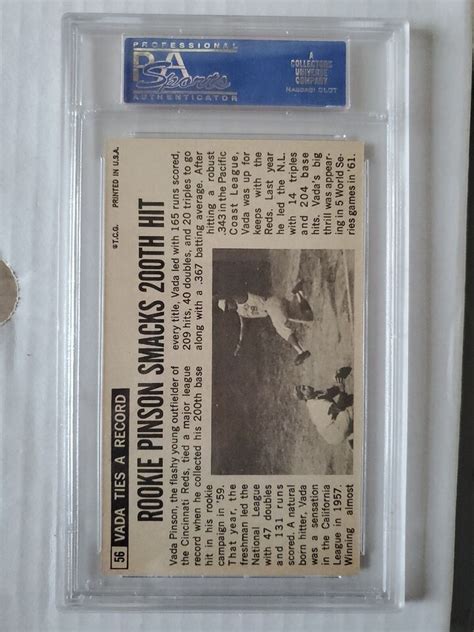 PROFESSIONAL
PSA
Sports
AUTHENTICATOR
A
COLLECTORS
UNIVERSE
COMPANY
NASDAQ: CLCT
56 VADA TIES A RECORD
©T.C.G. PRINTED IN U.S.A.
ROOKIE PINSON SMACKS 200TH HIT
Vada Pinson, the flashy young outfielder of
the Cincinnati Reds, tied a major league
record when he collected his 200th base
hit in his rookie
campaign in '59.
That year, the
freshman led the
National League
with 47 doubles
and 131 runs
scored. A natural
born hitter, Vada
was a sensation
in the California
League in 1957.
Winning almost
every title, Vada led with 165 runs scored,
209 hits, 40 doubles, and 20 triples to go
along with a .367 batting average. After
hitting a robust
.343 in the Pacific
Coast League,
Vada was up for
keeps with the
Reds. Last year
he led the N.L.
with 14 triples
and 204 base
hits. Vada's big
thrill was appear-
ing in 5 World Se-
ries games in '61.